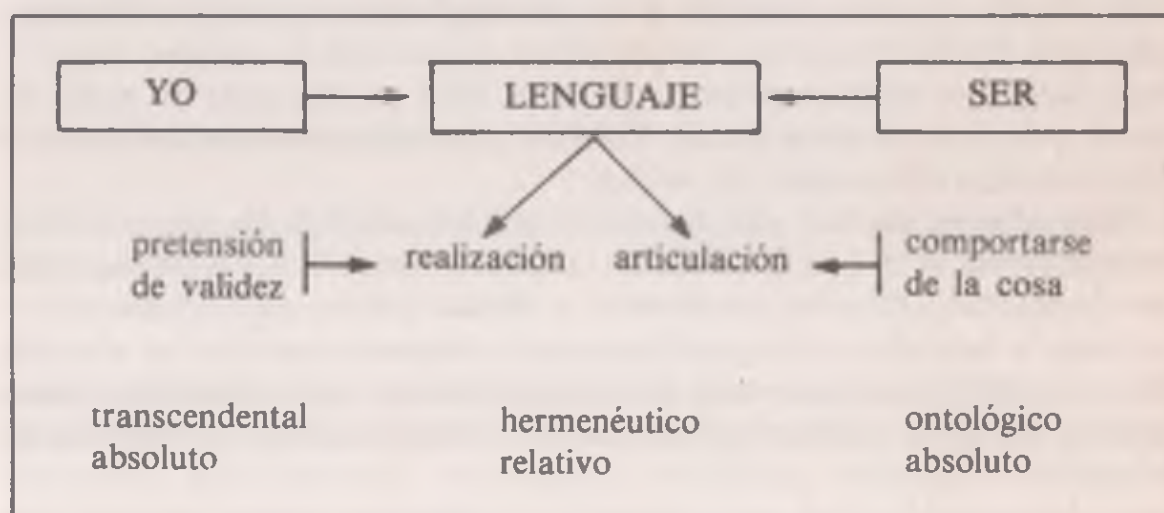 YO LENGUAJE SER
pretensión
de validez
realización articulación
comportarse
de la cosa
transcendental
absoluto
hermenéutico
relativo
ontológico
absoluto